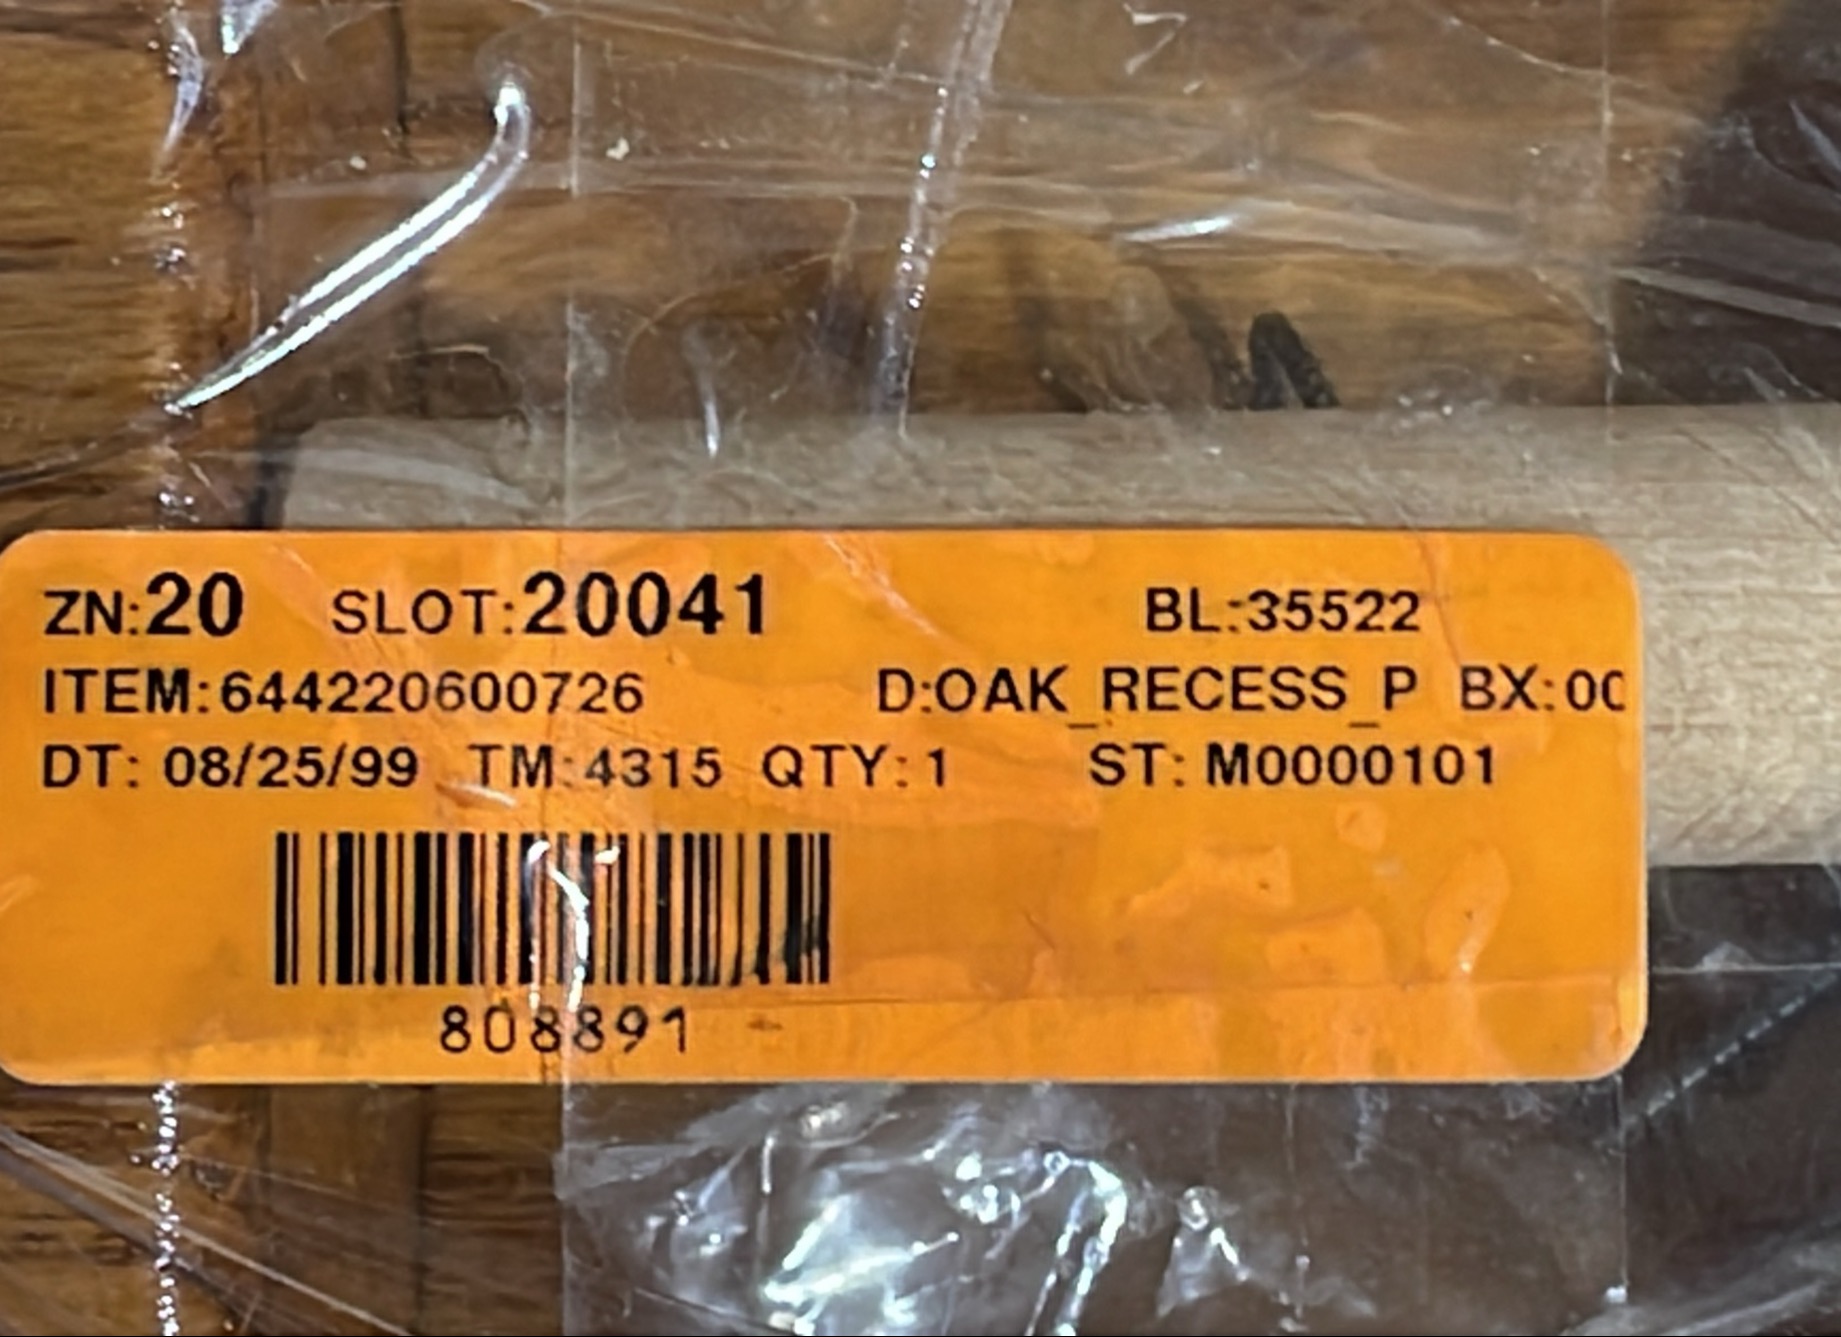 ZN:20 SLOT:20041 BL:35522
ITEM:644220600726 D:OAK_RECESS_P BX:00
DT: 08/25/99 TM:4315 QTY:1 ST: M0000101
808891